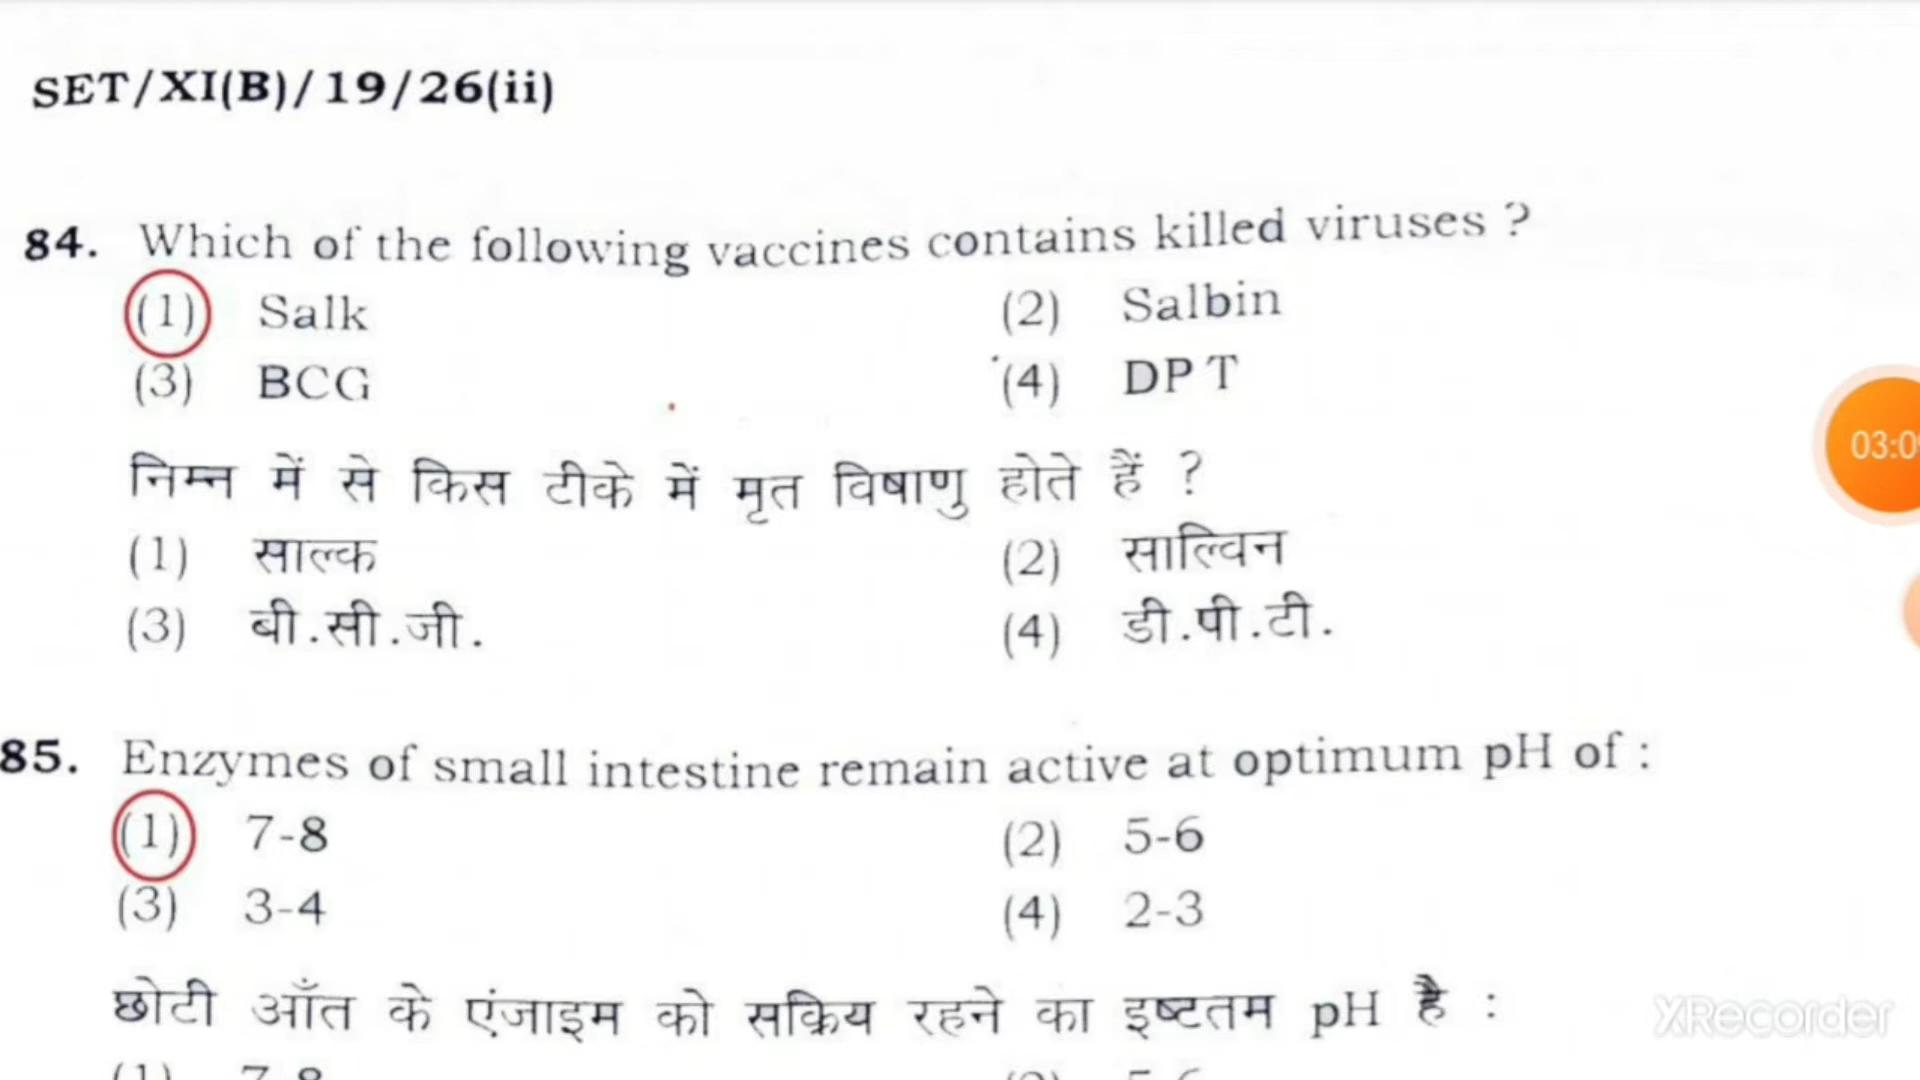 SET/XI(B)/19/26(ii)
84. Which of the following vaccines contains killed viruses ?
(1) Salk (2) Salbin
(3) BCG (4) DPT
निम्न में से किस टीके में मृत विषाणु होते हैं ?
(1) साल्क (2) साल्विन
(3) बी.सी.जी. (4) डी.पी.टी.
03:0
85. Enzymes of small intestine remain active at optimum pH of :
(1) 7-8 (2) 5-6
(3) 3-4 (4) 2-3
छोटी आँत के एंजाइम को सक्रिय रहने का इष्टतम pH है :
XRecorder